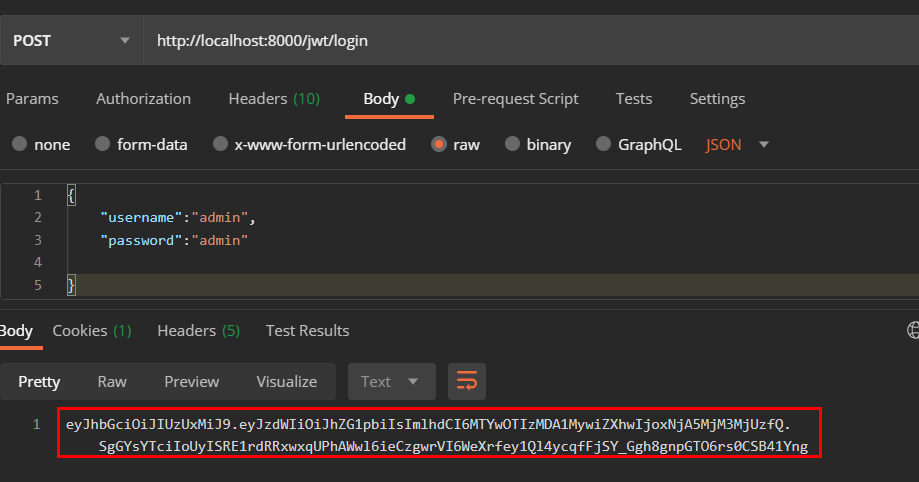 POST http://localhost:8000/jwt/login
Params Authorization Headers (10) Body Pre-request Script Tests Settings
none form-data x-www-form-urlencoded raw binary GraphQL JSON
1 {
2 "username":"admin",
3 "password":"admin"
4
5 }
Body Cookies (1) Headers (5) Test Results
Pretty Raw Preview Visualize Text
1 eyJhbGciOiJIUzUxMiJ9.eyJzdWIiOiJhZG1pbiIsImlhdCI6MTYwOTIzMDA1MywiZXhwIjoxNjA5MjM3MjUzfQ.
SgGYsYTciIoUyISRE1rdRRxwxqUPhAWwl6ieCzgwrVI6WeXrfey1Ql4ycqfFjSY_Ggh8gnpGTO6rs0CSB41Yng